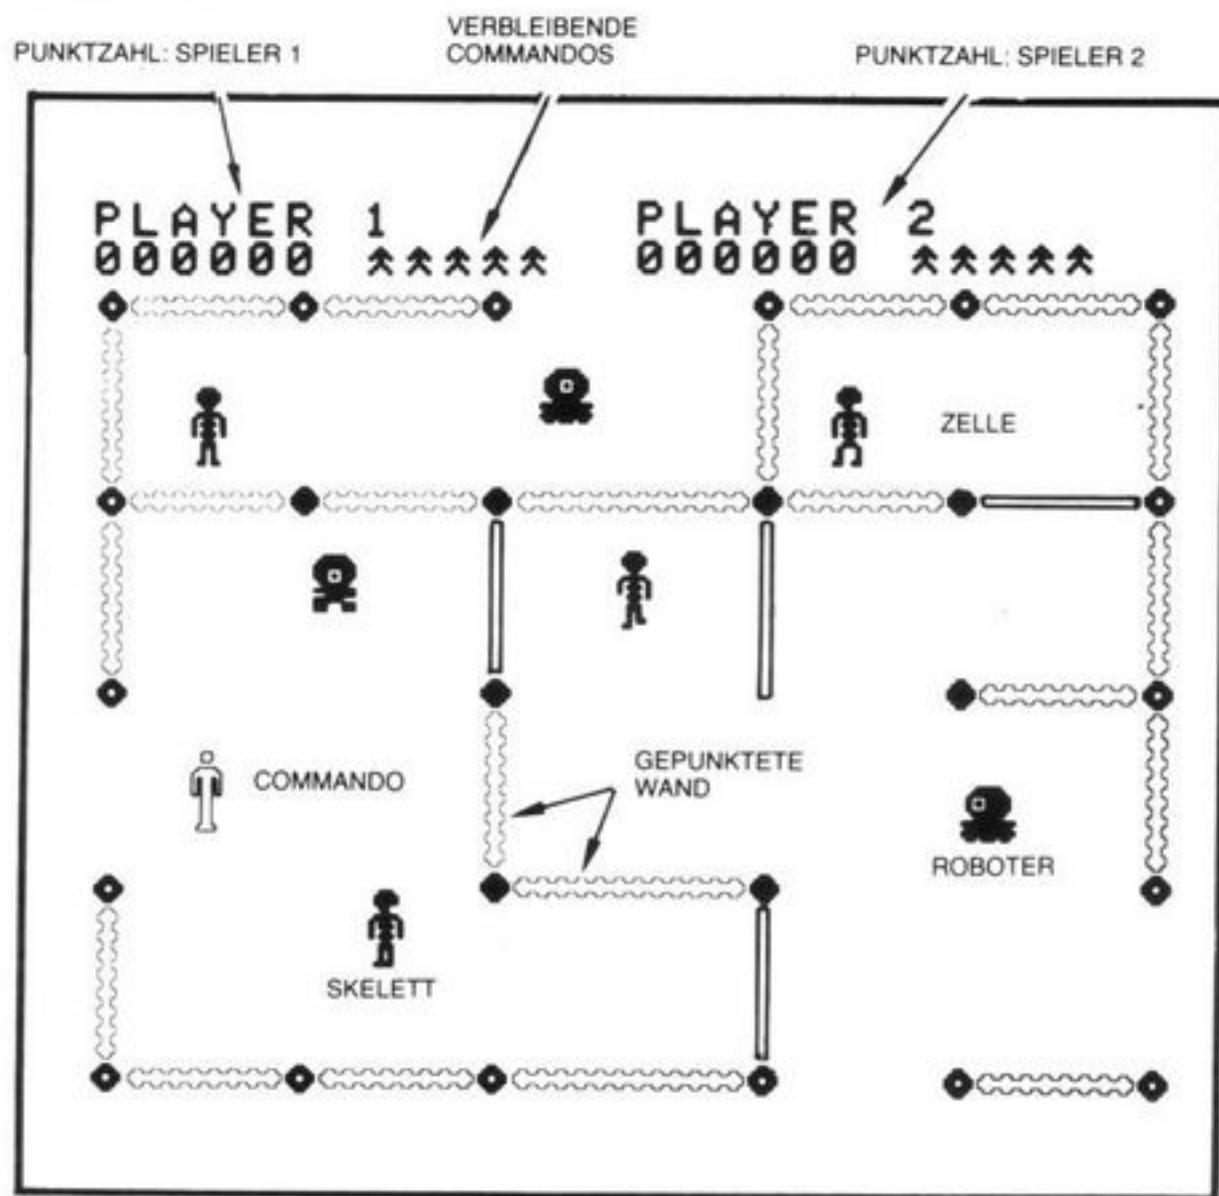 PUNKTZAHL: SPIELER 1
VERBLEIBENDE
COMMANDOS
PUNKTZAHL: SPIELER 2
PLAYER 1
000000
PLAYER 2
000000
ZELLE
COMMANDO
GEPUNKTETE
WAND
ROBOTER
SKELETT